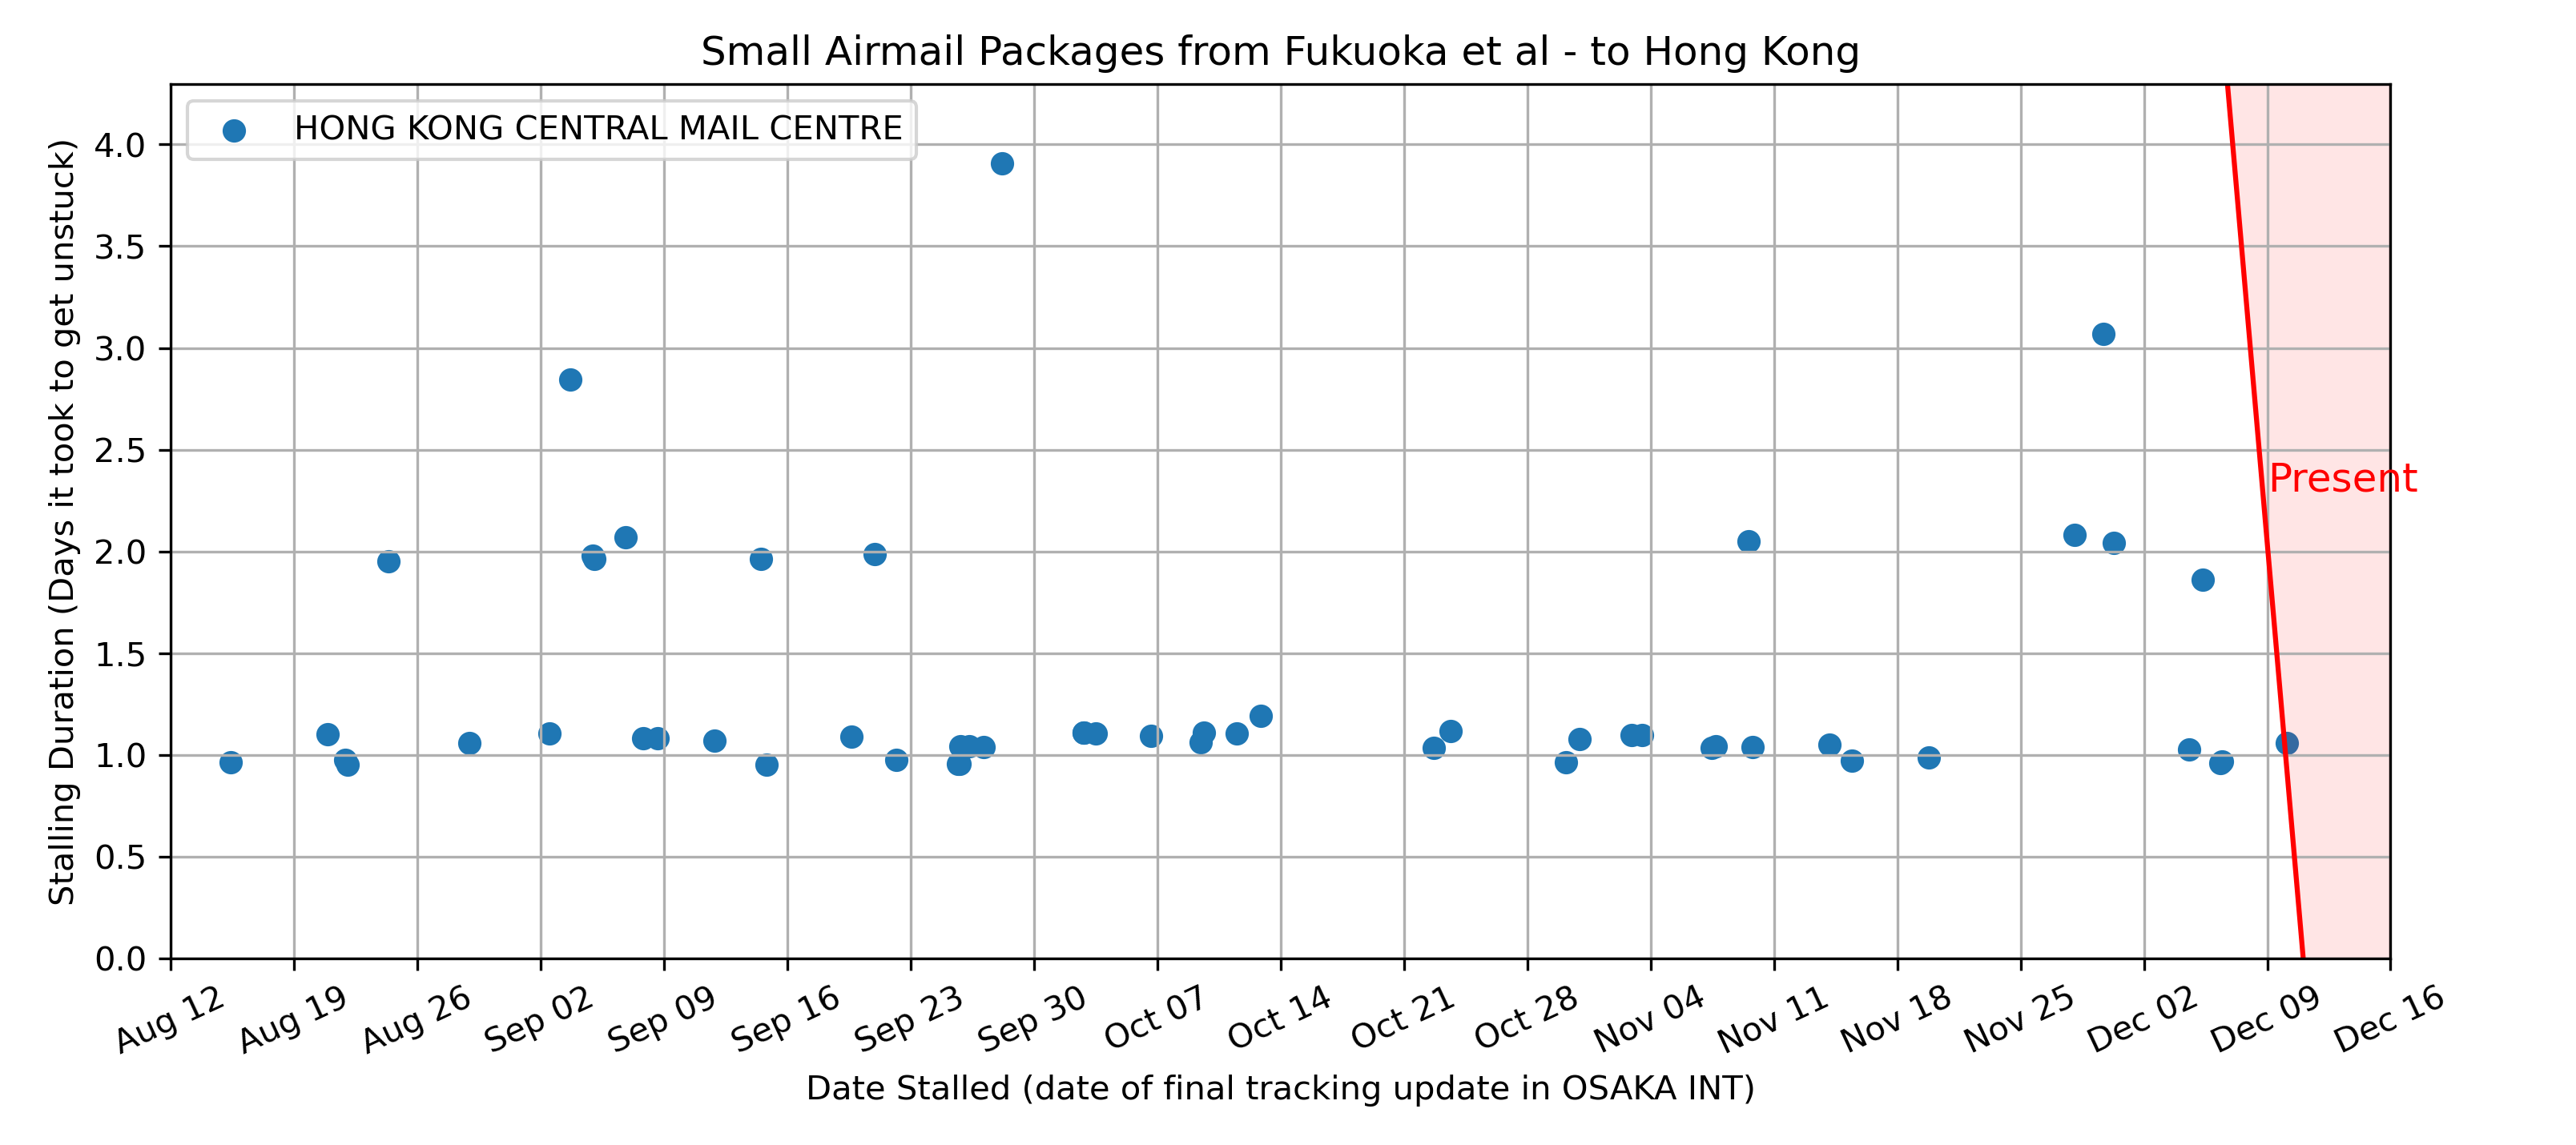 Small Airmail Packages from Fukuoka et al - to Hong Kong
HONG KONG CENTRAL MAIL CENTRE
Stalling Duration (Days it took to get unstuck)
4.0
3.5
3.0
2.5
2.0
1.5
1.0
0.5
0.0
Present
Aug 12
Aug 19
Aug 26
Sep 02
Sep 09
Sep 16
Sep 23
Sep 30
Oct 07
Oct 14
Oct 21
Oct 28
Nov 04
Nov 11
Nov 18
Nov 25
Dec 02
Dec 09
Dec 16
Date Stalled (date of final tracking update in OSAKA INT)